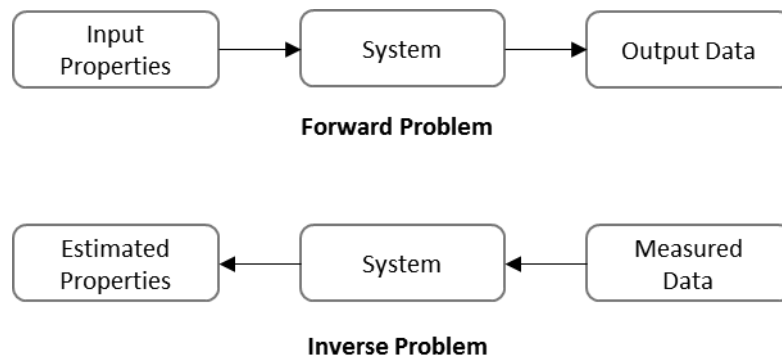 Input
Properties
System
Output Data
Forward Problem
Estimated
Properties
System
Measured
Data
Inverse Problem